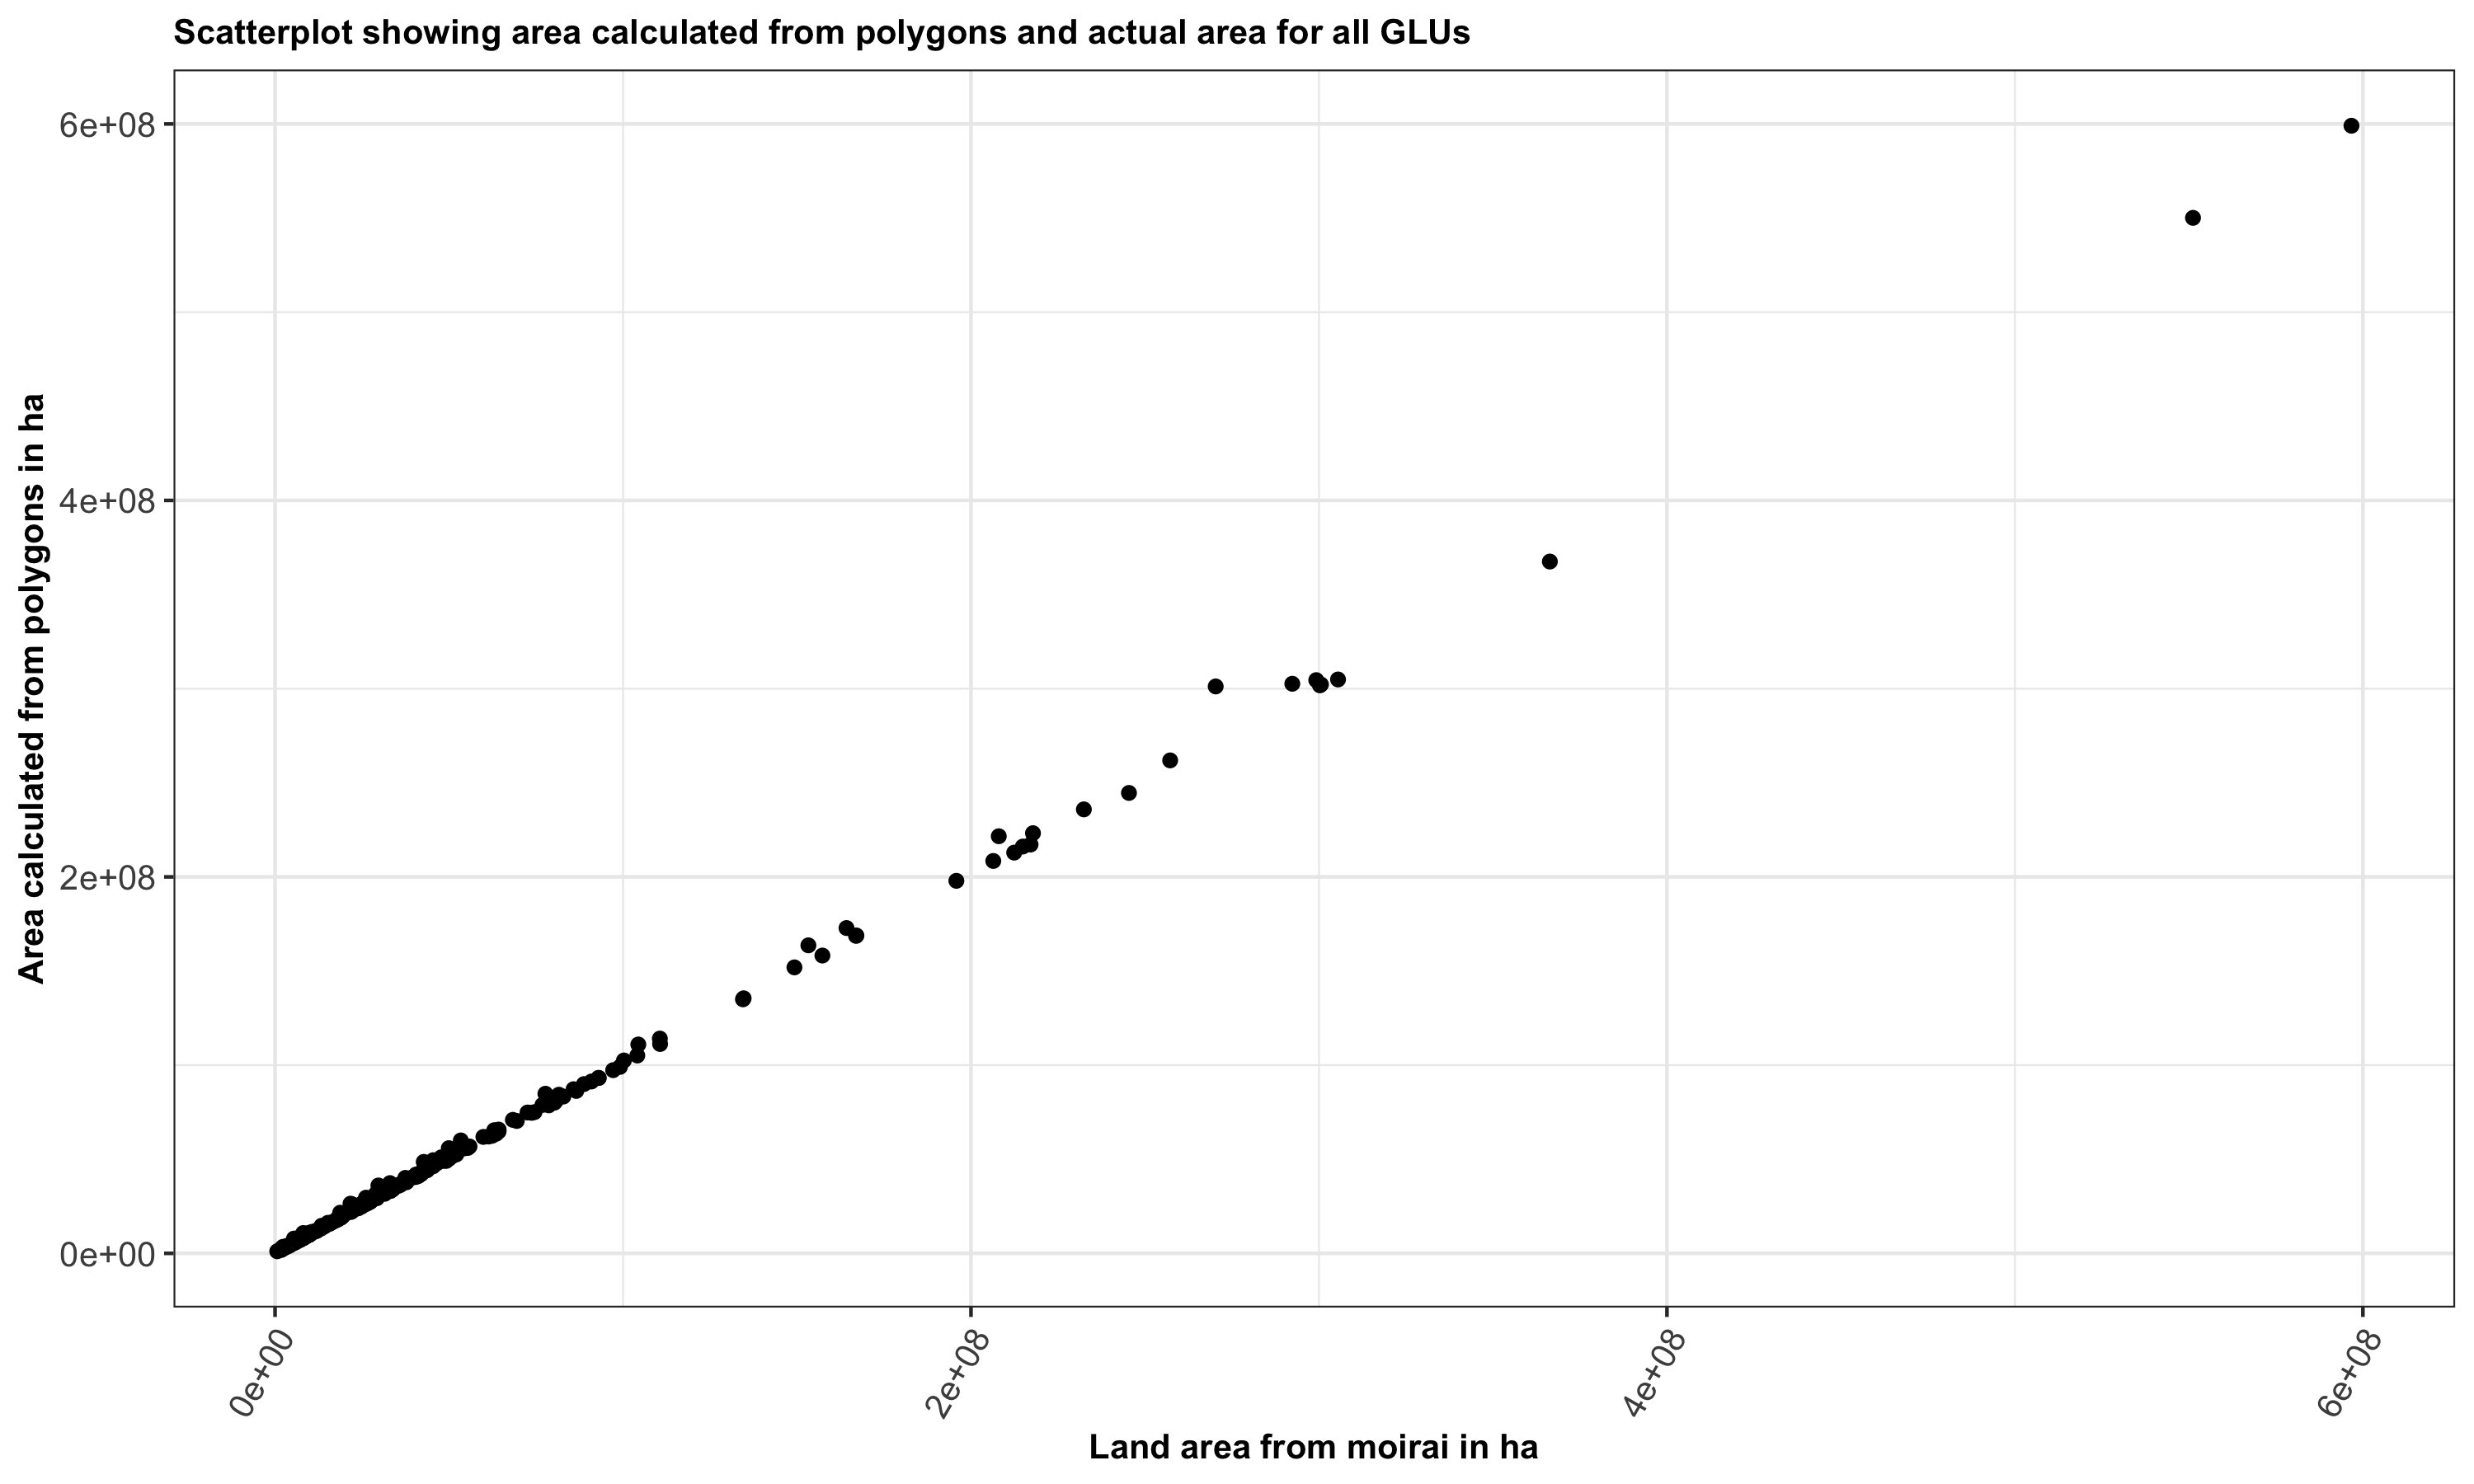 Scatterplot showing area calculated from polygons and actual area for all GLUs
Area calculated from polygons in ha
6e+08
4e+08
2e+08
0e+00
0e+00
2e+08
4e+08
6e+08
Land area from moirai in ha